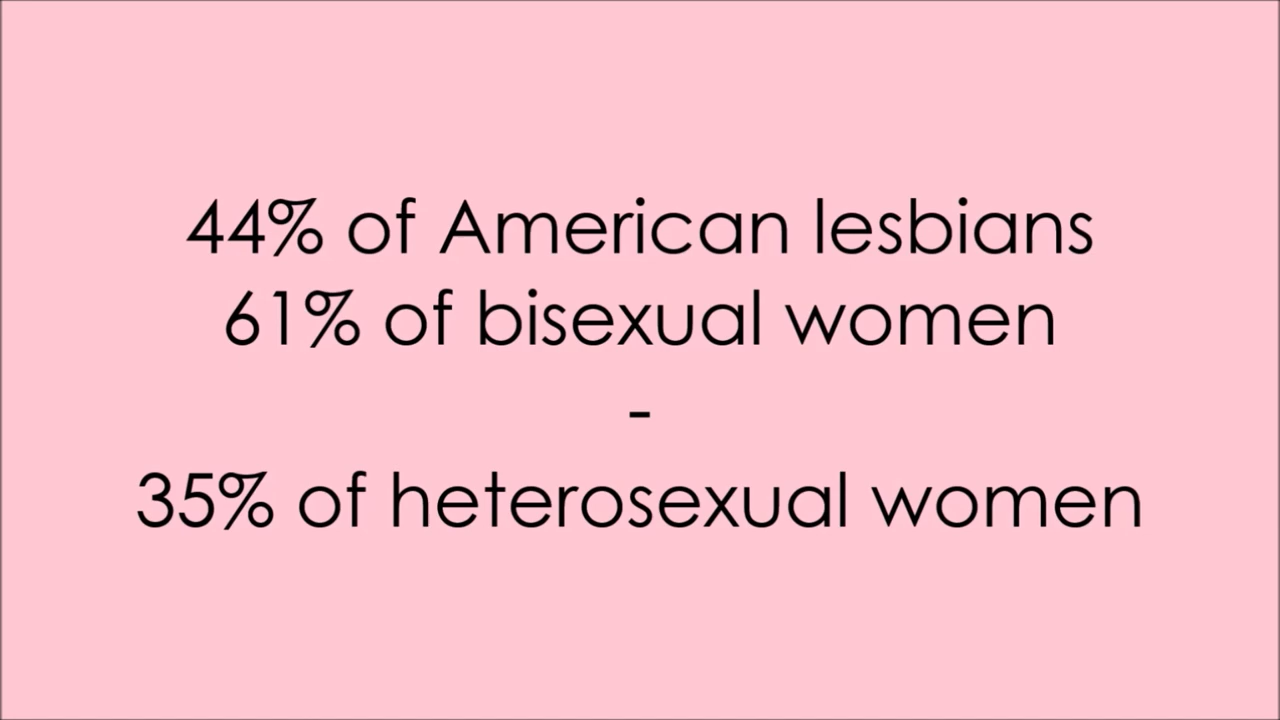 44% of American lesbians
61% of bisexual women
-
35% of heterosexual women